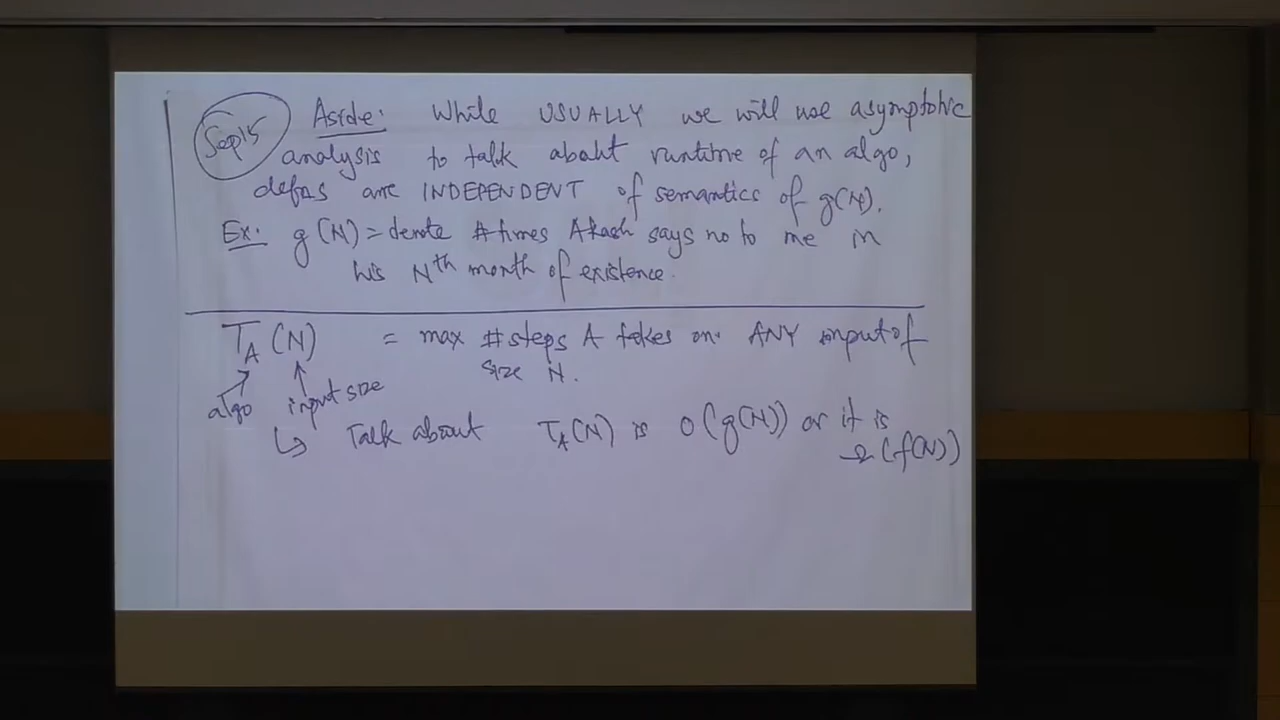 Sep 15
Aside: While USUALLY we will use asymptotic
analysis to talk about runtime of an algo,
defns are INDEPENDENT of semantics of g(N).
Ex: g(N) = denote # times Akash says no to me in
his Nth month of existence.
T_A (N) = max # steps A takes on ANY input of
size N.
algo input size
↳ Talk about T_A(N) is O(g(N)) or it is
Ω(f(N))